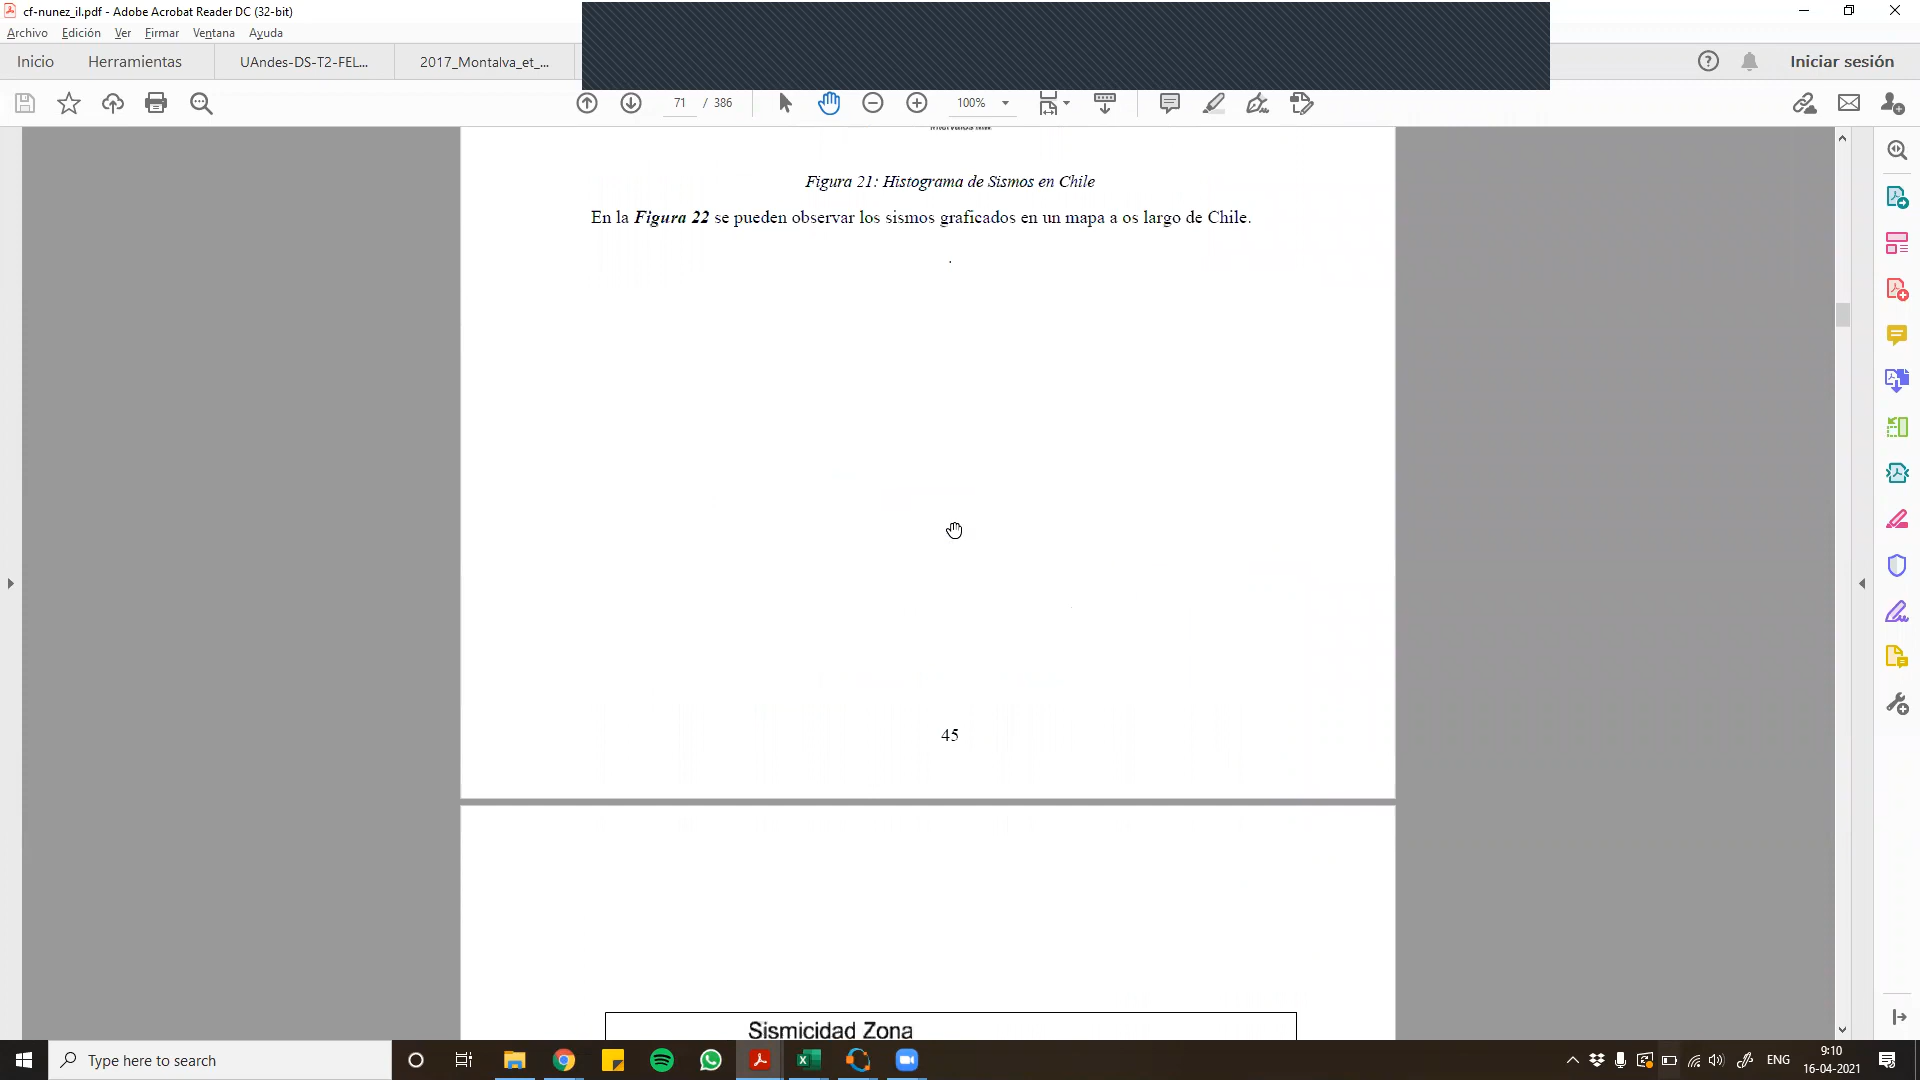 cf-nunez_il.pdf - Adobe Acrobat Reader DC (32-bit)
Archivo Edición Ver Firmar Ventana Ayuda
Inicio Herramientas UAndes-DS-T2-FEL... 2017_Montalva_et_... Iniciar sesión
71 / 386 100%
Figura 21: Histograma de Sismos en Chile
En la Figura 22 se pueden observar los sismos graficados en un mapa a os largo de Chile.
.
45
Sismicidad Zona
Type here to search
ENG
9:10
16-04-2021